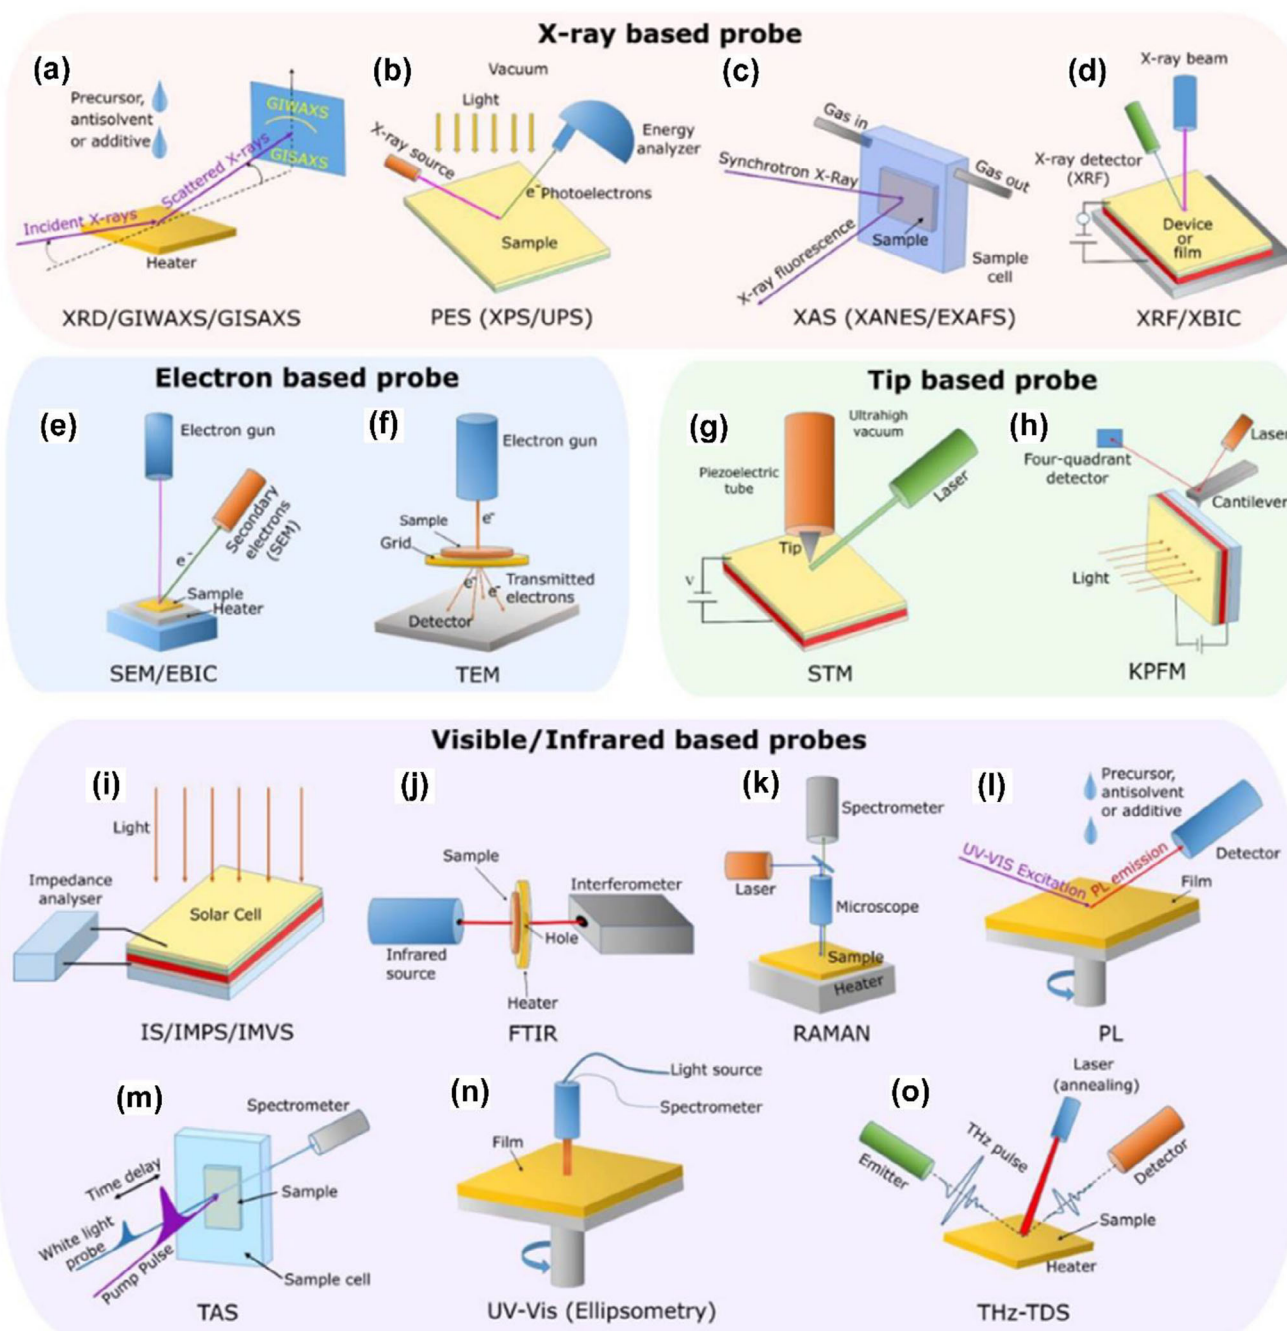 X-ray based probe
(a)
Precursor,
antisolvent
or additive
GIWAXS
GISAXS
Scattered X-rays
Incident X-rays
Heater
XRD/GIWAXS/GISAXS
(b)
Vacuum
Light
X-ray source
Energy
analyzer
e⁻Photoelectrons
Sample
PES (XPS/UPS)
(c)
Gas in
Gas out
Synchrotron X-Ray
Sample
X-ray fluorescence
Sample
cell
XAS (XANES/EXAFS)
(d)
X-ray beam
X-ray detector
(XRF)
Device
or
film
XRF/XBIC
Electron based probe
(e)
Electron gun
Secondary
electrons
(SEM)
e⁻
Sample
Heater
SEM/EBIC
(f)
Electron gun
e⁻
Sample
Grid
e⁻
e⁻
Transmitted
electrons
Detector
TEM
Tip based probe
(g)
Ultrahigh
vacuum
Piezoelectric
tube
Laser
Tip
V
STM
(h)
Laser
Four-quadrant
detector
Cantilever
Light
KPFM
Visible/Infrared based probes
(i)
Light
Impedance
analyser
Solar Cell
IS/IMPS/IMVS
(j)
Sample
Interferometer
Hole
Infrared
source
Heater
FTIR
(k)
Spectrometer
Laser
Microscope
Sample
Heater
RAMAN
(l)
Precursor,
antisolvent
or additive
UV-VIS Excitation
PL emission
Detector
Film
PL
(m)
Spectrometer
Time delay
Sample
White light
probe
Pump Pulse
Sample cell
TAS
(n)
Light source
Spectrometer
Film
UV-Vis (Ellipsometry)
(o)
Laser
(annealing)
THz pulse
Emitter
Detector
Sample
Heater
THz-TDS